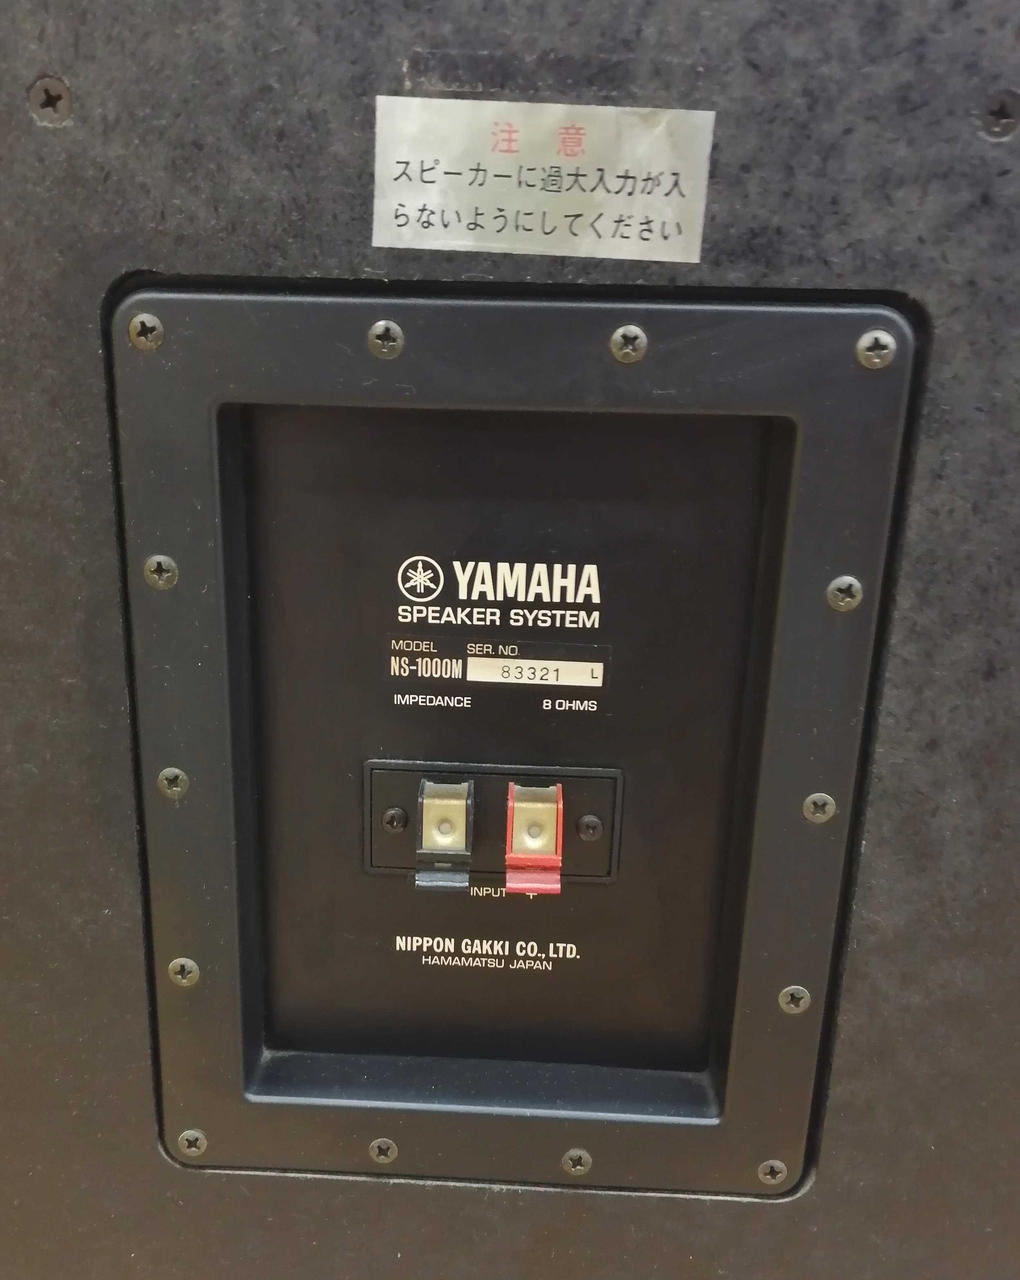 注 意
スピーカーに過大入力が入
らないようにしてください
YAMAHA
SPEAKER SYSTEM
MODEL SER. NO.
NS-1000M 83321 L
IMPEDANCE 8 OHMS
INPUT +
NIPPON GAKKI CO., LTD.
HAMAMATSU JAPAN